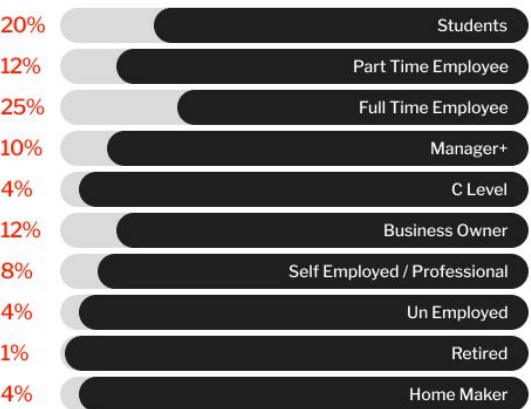 20% Students
12% Part Time Employee
25% Full Time Employee
10% Manager+
4% C Level
12% Business Owner
8% Self Employed / Professional
4% Un Employed
1% Retired
4% Home Maker